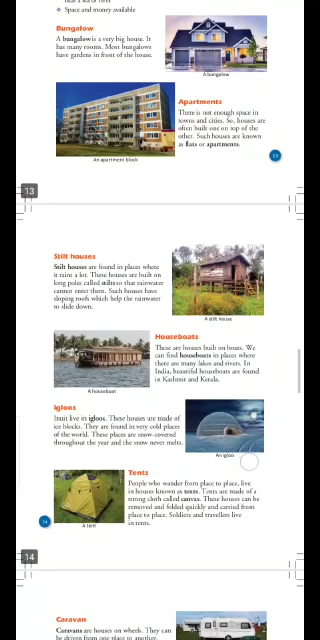 ❖ Space and money available
Bungalow
A bungalow is a very big house. It
has many rooms. Most bungalows
have gardens in front of the house.
A bungalow
Apartments
There is not enough space in
towns and cities. So, houses are
often built one on top of the
other. Such houses are known
as flats or apartments.
An apartment block
13
13
Stilt houses
Stilt houses are found in places where
it rains a lot. These houses are built on
long poles called stilts so that rainwater
cannot enter them. Such houses have
sloping roofs which help the rainwater
to slide down.
A stilt house
Houseboats
These are houses built on boats. We
can find houseboats in places where
there are many lakes and rivers. In
India, beautiful houseboats are found
in Kashmir and Kerala.
A houseboat
Igloos
Inuit live in igloos. These houses are made of
ice blocks. They are found in very cold places
of the world. These places are snow-covered
throughout the year and the snow never melts.
An igloo
Tents
People who wander from place to place, live
in houses known as tents. Tents are made of a
strong cloth called canvas. These houses can be
removed and folded quickly and carried from
place to place. Soldiers and travellers live
in tents.
14
A tent
14
Caravan
Caravans are houses on wheels. They can
be driven from one place to another.